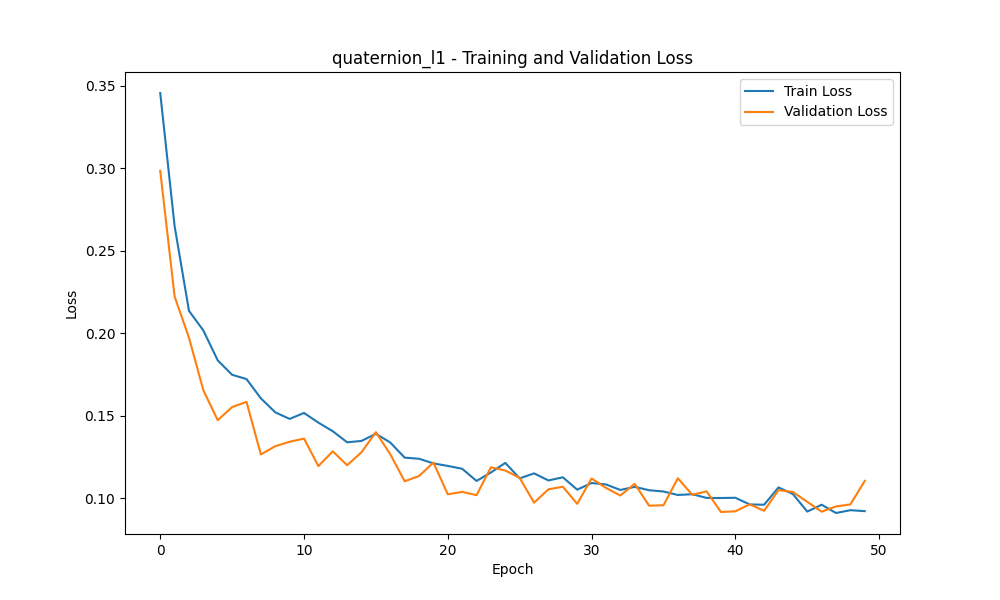 quaternion_l1 - Training and Validation Loss
Train Loss
Validation Loss
0.35
0.30
0.25
0.20
0.15
0.10
Loss
0 10 20 30 40 50
Epoch